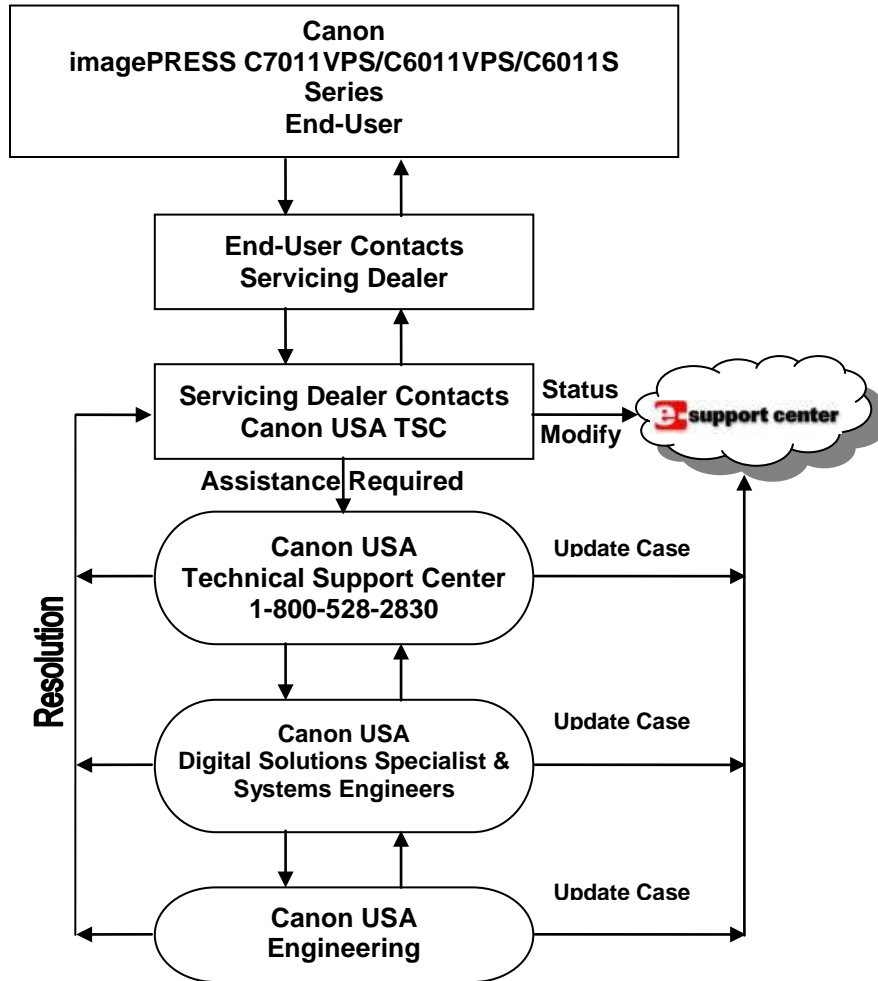 Canon
imagePRESS C7011VPS/C6011VPS/C6011S
Series
End-User
End-User Contacts
Servicing Dealer
Servicing Dealer Contacts
Canon USA TSC
Status
Modify
e-support center
Assistance Required
Canon USA
Technical Support Center
1-800-528-2830
Update Case
Resolution
Canon USA
Digital Solutions Specialist &
Systems Engineers
Update Case
Canon USA
Engineering
Update Case